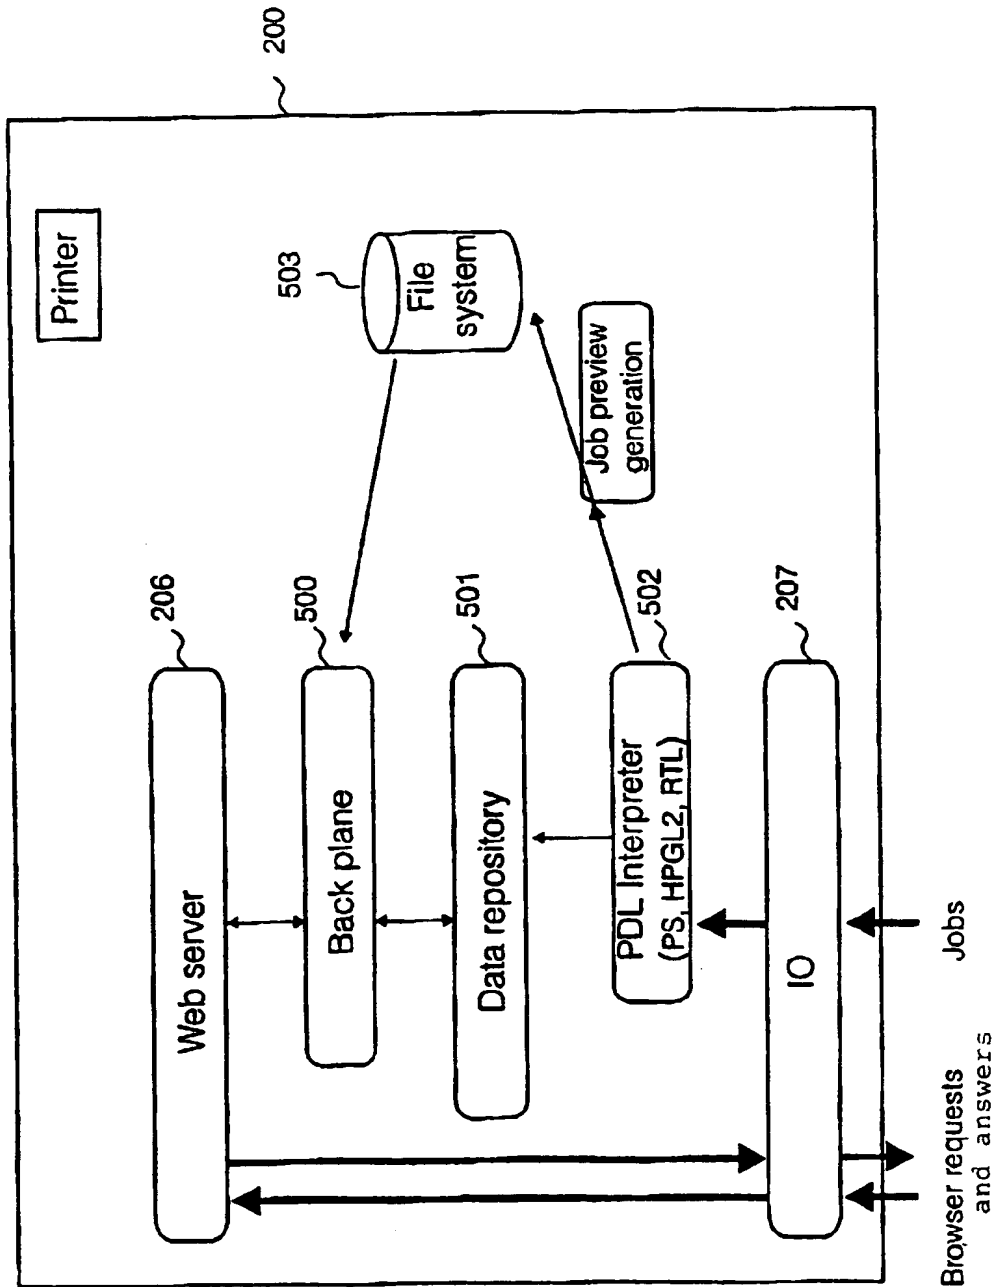 200
Printer
503
File
system
Job preview
generation
206
Web server
500
Back plane
501
Data repository
502
PDL Interpreter
(PS, HPGL2, RTL)
207
IO
Jobs
Browser requests
and answers